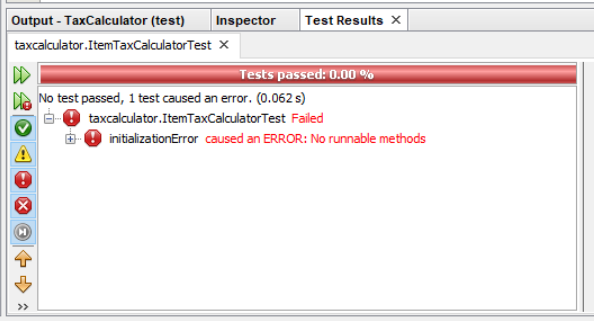 Output - TaxCalculator (test) Inspector Test Results ×
taxcalculator.ItemTaxCalculatorTest ×
Tests passed: 0.00 %
No test passed, 1 test caused an error. (0.062 s)
taxcalculator.ItemTaxCalculatorTest Failed
initializationError caused an ERROR: No runnable methods
>>